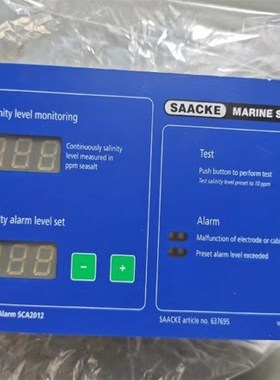 SAACKE MARINE S
nity level monitoring
Continuously salinity
level measured in
ppm seasalt
Test
Push button to perform test
Test salinity level preset to 10 ppm
ty alarm level set
Alarm
Malfunction of electrode or cab
Preset alarm level exceeded
- +
Alarm SCA2012
SAACKE article no. 637695